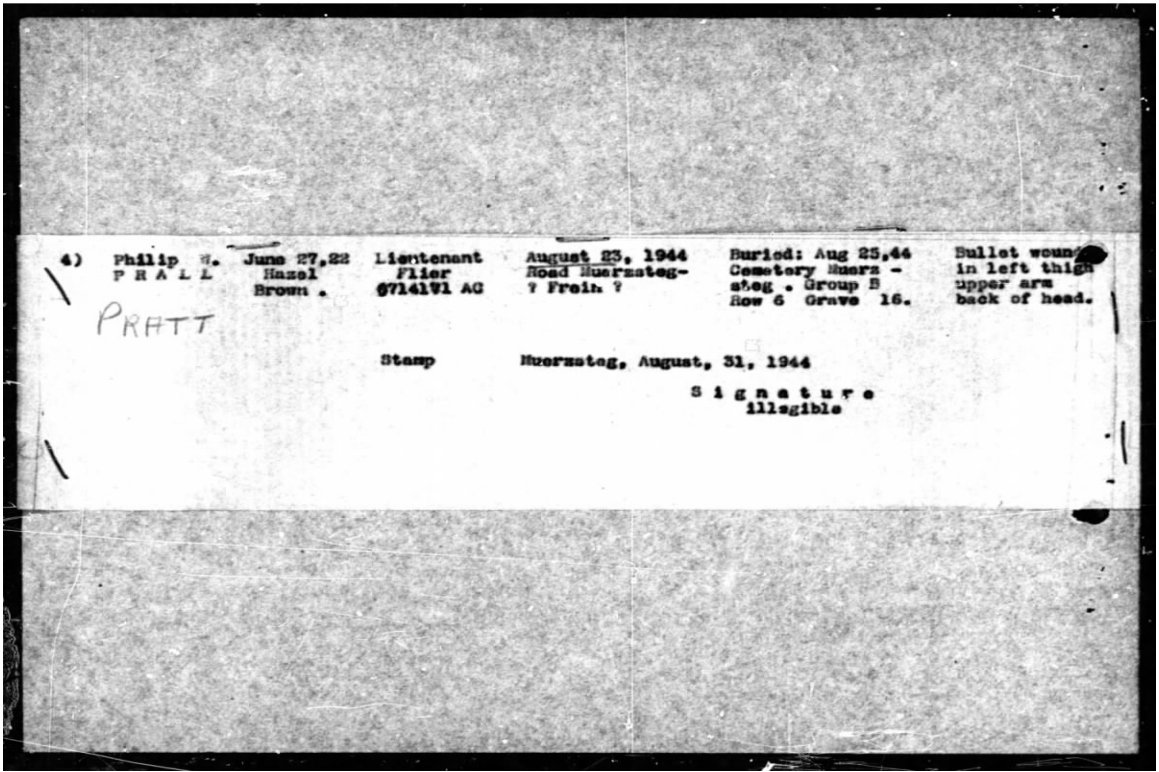 4) Philip W. June 27,22 Lieutenant August 23, 1944 Buried: Aug 25,44 Bullet wound
P R A L L Hazel Flier Road Muerzsteg- Cemetery Muerz - in left thigh
Brown . 0714171 AC ? Frein ? steg . Group B upper arm
Row 6 Grave 16. back of head.
PRATT
Stamp Muerzsteg, August, 31, 1944
S i g n a t u r e
illegible